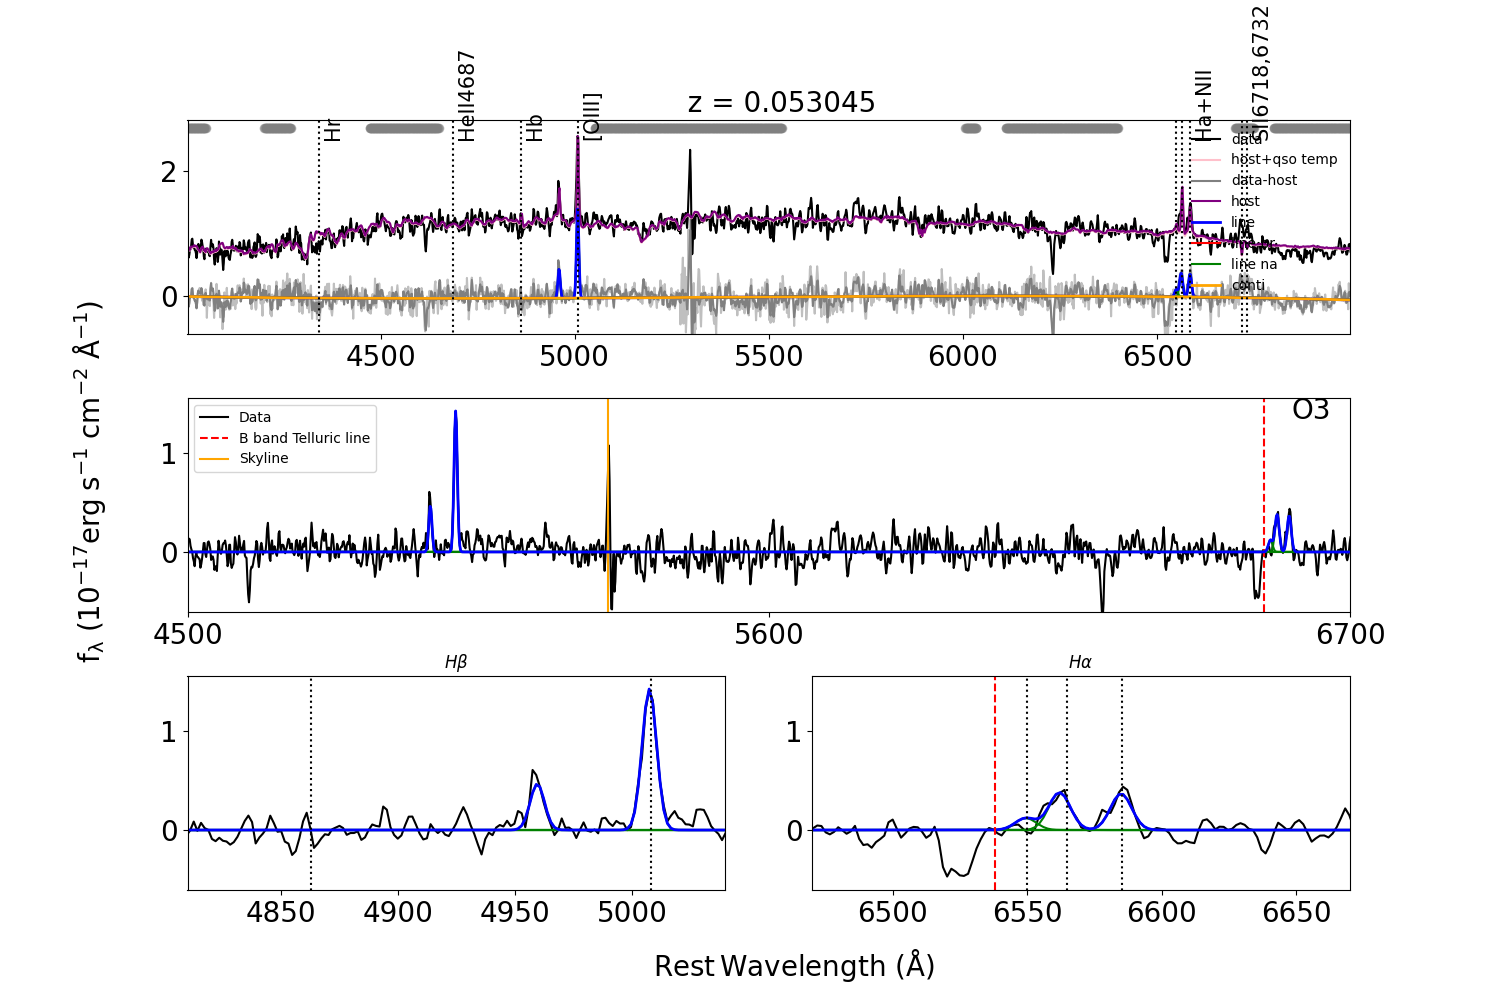 z = 0.053045
Hr
HeII4687
Hb
[OIII]
Ha+NII
SII6718,6732
data
host+qso temp
data-host
host
line
line na
conti
2
0
4500 5000 5500 6000 6500
f_λ (10^−17 erg s^−1 cm^−2 Å^−1)
O3
Data
B band Telluric line
Skyline
1
0
4500 5600 6700
Hβ
1
0
4850 4900 4950 5000
Hα
1
0
6500 6550 6600 6650
Rest Wavelength (Å)